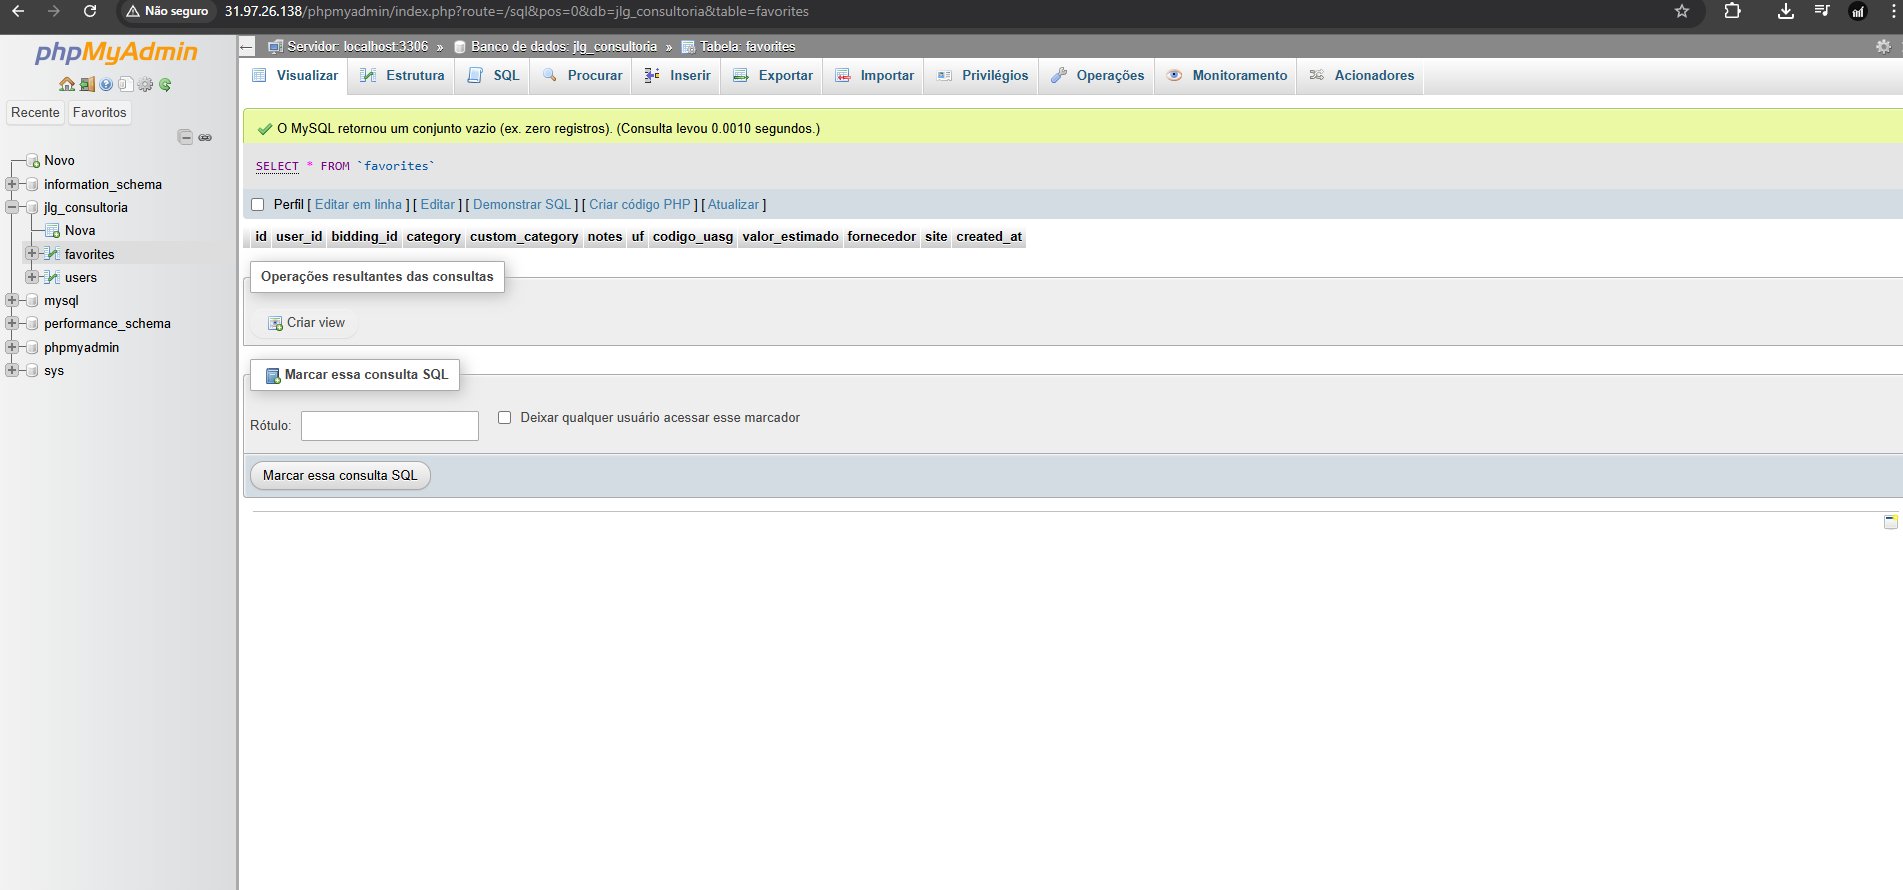 Não seguro 31.97.26.138/phpmyadmin/index.php?route=/sql&pos=0&db=jlg_consultoria&table=favorites
phpMyAdmin
Recente Favoritos
Novo
information_schema
jlg_consultoria
Nova
favorites
users
mysql
performance_schema
phpmyadmin
sys
Servidor: localhost:3306 » Banco de dados: jlg_consultoria » Tabela: favorites
Visualizar Estrutura SQL Procurar Inserir Exportar Importar Privilégios Operações Monitoramento Acionadores
O MySQL retornou um conjunto vazio (ex. zero registros). (Consulta levou 0.0010 segundos.)
SELECT * FROM `favorites`
Perfil [ Editar em linha ] [ Editar ] [ Demonstrar SQL ] [ Criar código PHP ] [ Atualizar ]
id user_id bidding_id category custom_category notes uf codigo_uasg valor_estimado fornecedor site created_at
Operações resultantes das consultas
Criar view
Marcar essa consulta SQL
Rótulo: Deixar qualquer usuário acessar esse marcador
Marcar essa consulta SQL